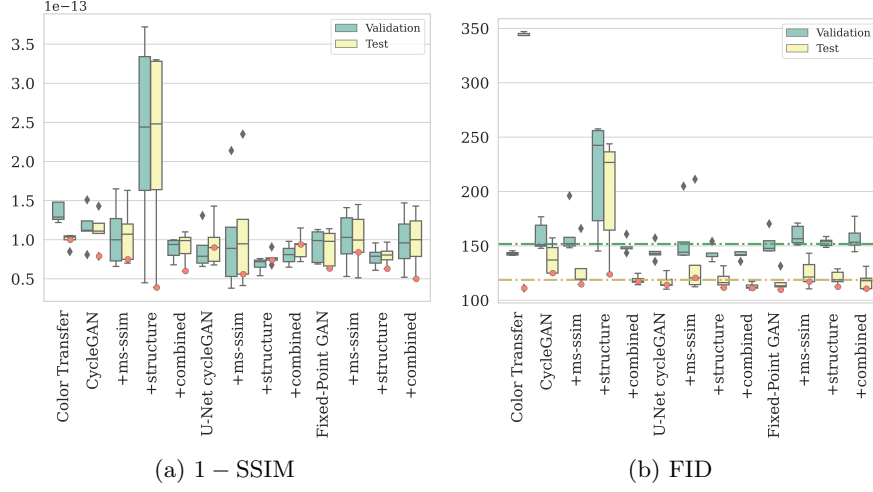 1e−13
Validation
Test
3.5
3.0
2.5
2.0
1.5
1.0
0.5
Color Transfer
CycleGAN
+ms-ssim
+structure
+combined
U-Net cycleGAN
+ms-ssim
+structure
+combined
Fixed-Point GAN
+ms-ssim
+structure
+combined
(a) 1 − SSIM
Validation
Test
350
300
250
200
150
100
Color Transfer
CycleGAN
+ms-ssim
+structure
+combined
U-Net cycleGAN
+ms-ssim
+structure
+combined
Fixed-Point GAN
+ms-ssim
+structure
+combined
(b) FID